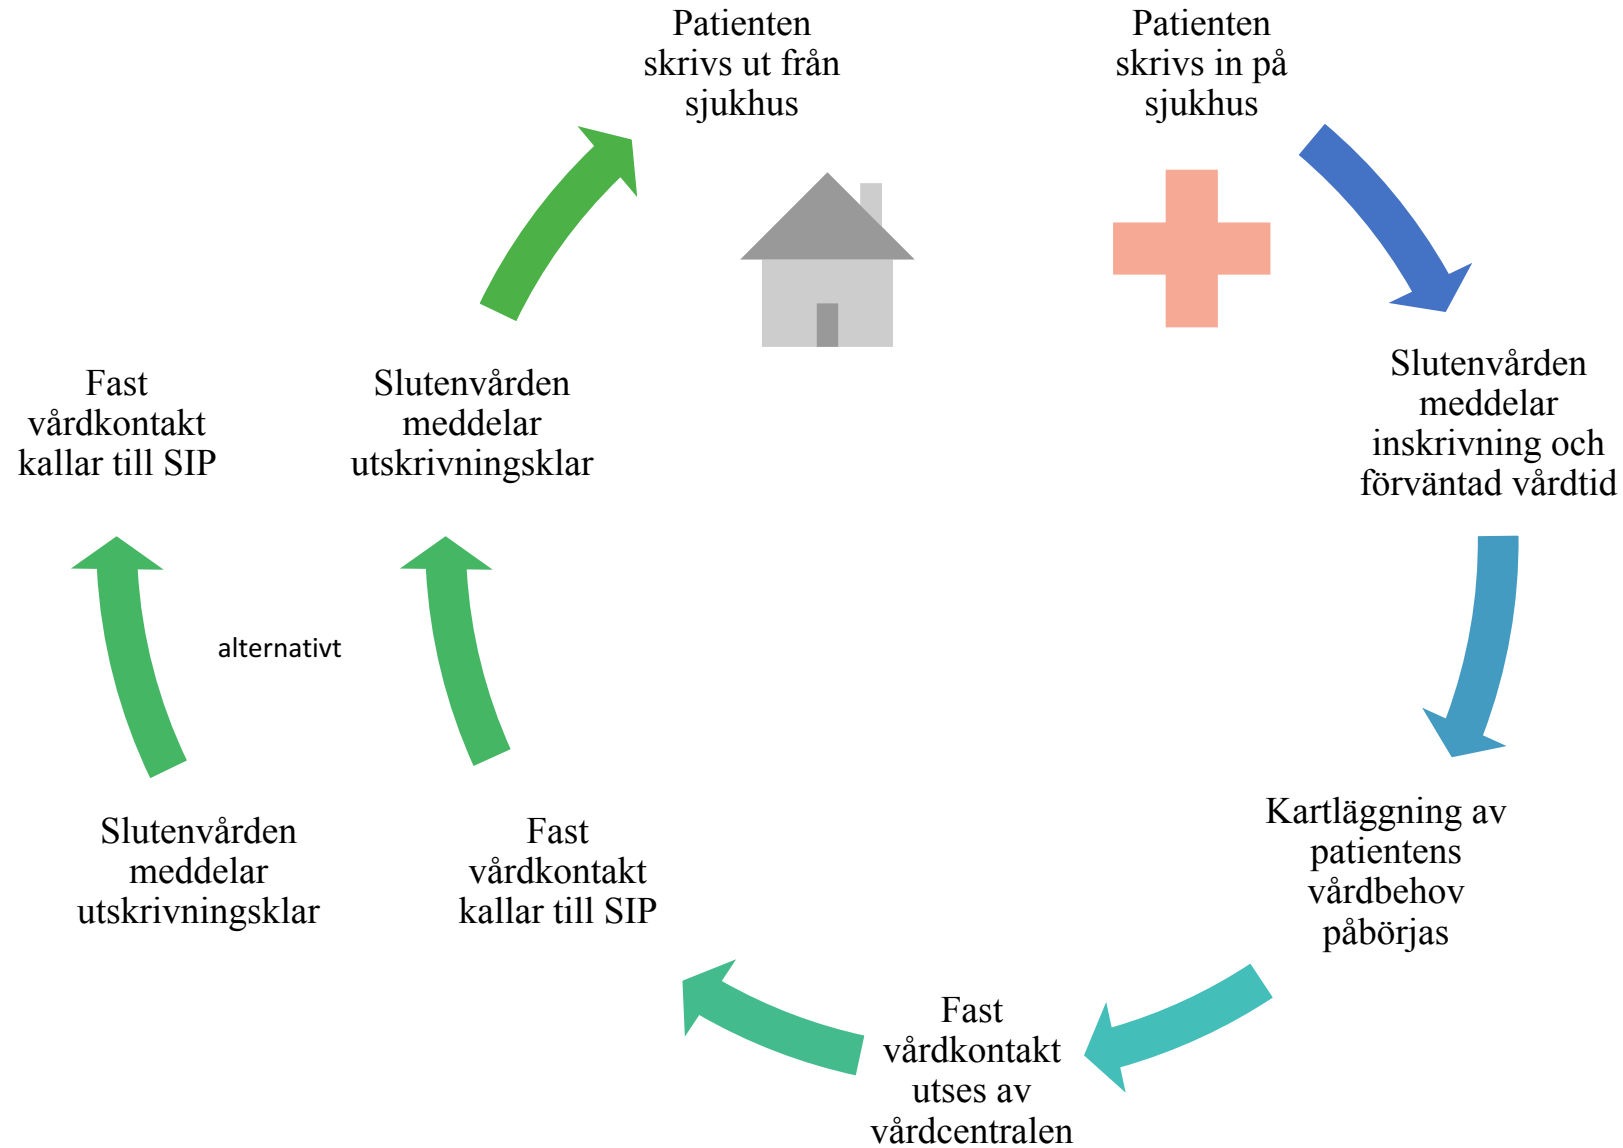 Patienten
skrivs ut från
sjukhus
Patienten
skrivs in på
sjukhus
Slutenvården
meddelar
inskrivning och
förväntad vårdtid
Kartläggning av
patientens
vårdbehov
påbörjas
Fast
vårdkontakt
utses av
vårdcentralen
Fast
vårdkontakt
kallar till SIP
Slutenvården
meddelar
utskrivningsklar
alternativt
Slutenvården
meddelar
utskrivningsklar
Fast
vårdkontakt
kallar till SIP